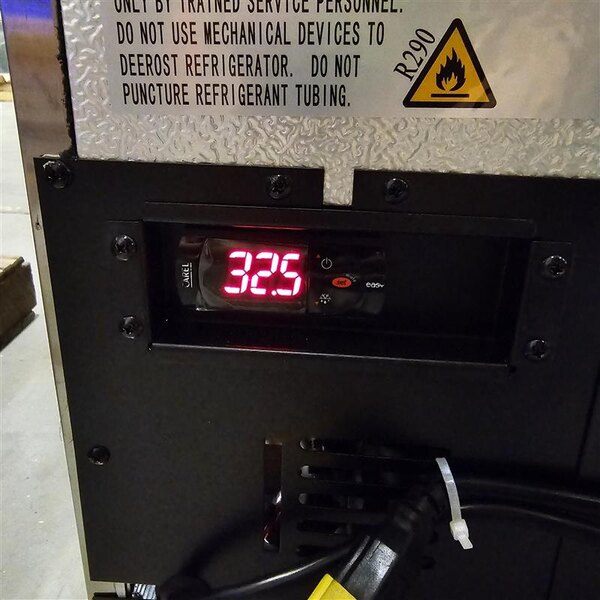 ONLY BY TRAINED SERVICE PERSONNEL.
DO NOT USE MECHANICAL DEVICES TO
DEEROST REFRIGERATOR. DO NOT
PUNCTURE REFRIGERANT TUBING.
R290
CAREL
32.5
set
easy